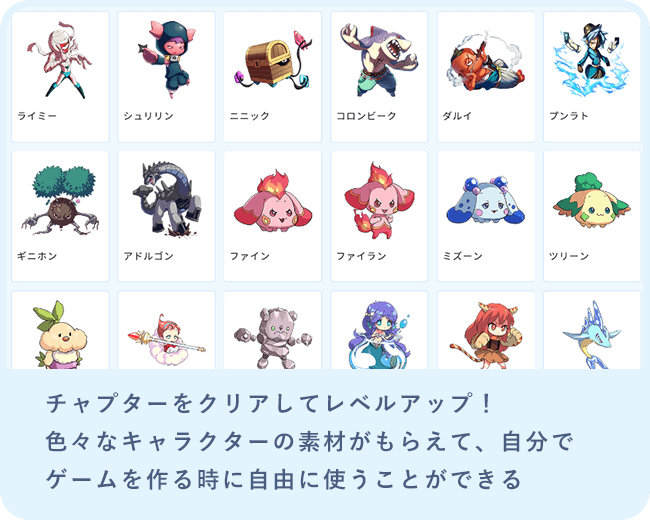 ライミー
シュリリン
ニニック
コロンビーク
ダルイ
プンラト
ギニホン
アドルゴン
ファイン
ファイラン
ミズーン
ツリーン
チャプターをクリアしてレベルアップ！
色々なキャラクターの素材がもらえて、自分で
ゲームを作る時に自由に使うことができる